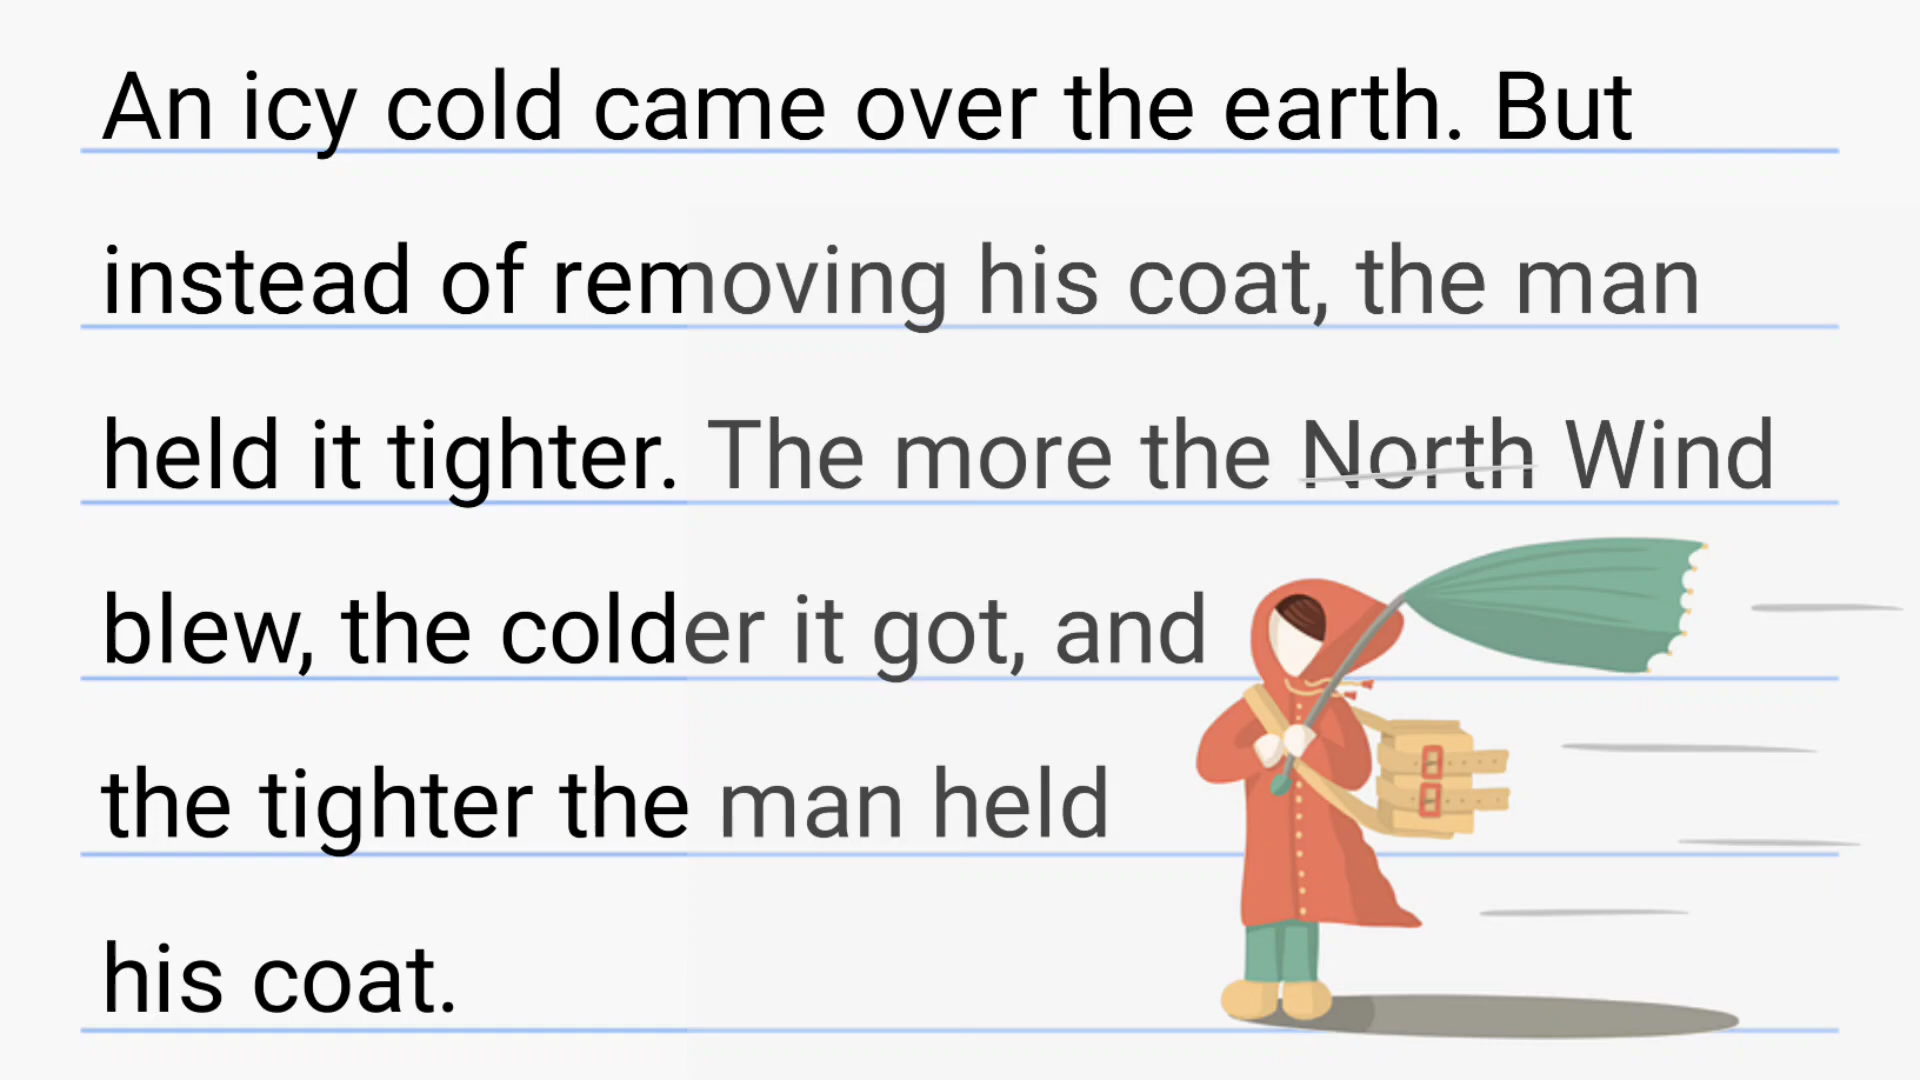 An icy cold came over the earth. But
instead of removing his coat, the man
held it tighter. The more the North Wind
blew, the colder it got, and
the tighter the man held
his coat.